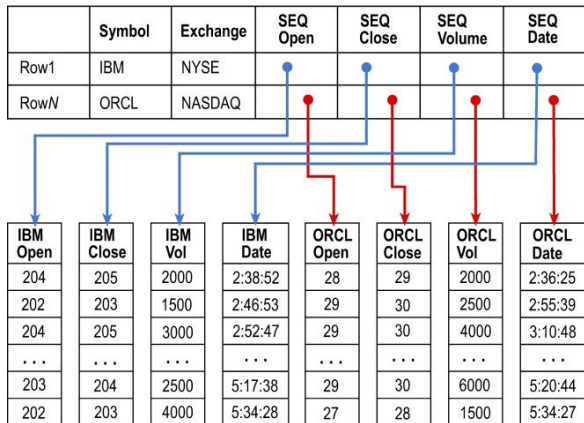 Symbol Exchange SEQ Open SEQ Close SEQ Volume SEQ Date
Row1 IBM NYSE
RowN ORCL NASDAQ
IBM Open IBM Close IBM Vol IBM Date ORCL Open ORCL Close ORCL Vol ORCL Date
204 205 2000 2:38:52 28 29 2000 2:36:25
202 203 1500 2:46:53 29 30 2500 2:55:39
204 205 3000 2:52:47 29 30 4000 3:10:48
... ... ... ... ... ... ... ...
203 204 2500 5:17:38 29 30 6000 5:20:44
202 203 4000 5:34:28 27 28 1500 5:34:27